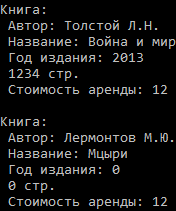 Книга:
Автор: Толстой Л.Н.
Название: Война и мир
Год издания: 2013
1234 стр.
Стоимость аренды: 12
Книга:
Автор: Лермонтов М.Ю.
Название: Мцыри
Год издания: 0
0 стр.
Стоимость аренды: 12